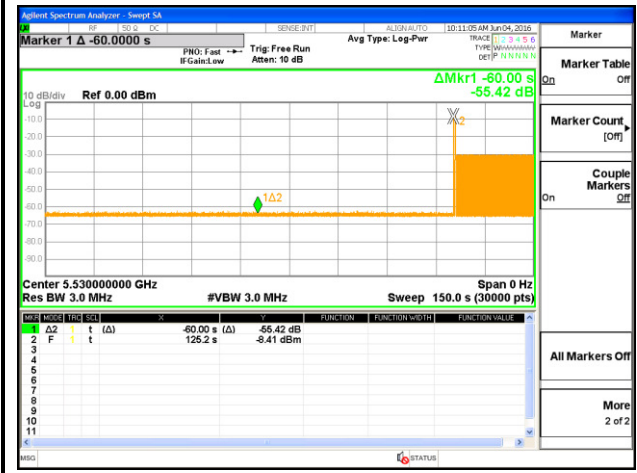 Agilent Spectrum Analyzer - Swept SA
RF 50 Ω DC SENSE:INT ALIGN AUTO 10:11:05 AM Jun 04, 2016
Marker 1 Δ -60.0000 s
PNO: Fast
IFGain:Low
Trig: Free Run
Atten: 10 dB
Avg Type: Log-Pwr
TRACE 1 2 3 4 5 6
TYPE
DET P N N N N N
ΔMkr1 -60.00 s
-55.42 dB
10 dB/div Ref 0.00 dBm
Log
-10.0
-20.0
-30.0
-40.0
-50.0
-60.0
-70.0
-80.0
-90.0
2
1Δ2
Center 5.530000000 GHz Span 0 Hz
Res BW 3.0 MHz #VBW 3.0 MHz Sweep 150.0 s (30000 pts)
MKR MODE TRC SCL X Y FUNCTION FUNCTION WIDTH FUNCTION VALUE
1 Δ2 1 t (Δ) -60.00 s (Δ) -55.42 dB
2 F 1 t 125.2 s -8.41 dBm
3
4
5
6
7
8
9
10
11
MSG STATUS
Marker
Marker Table
On Off
Marker Count
[Off]
Couple
Markers
On Off
All Markers Off
More
2 of 2